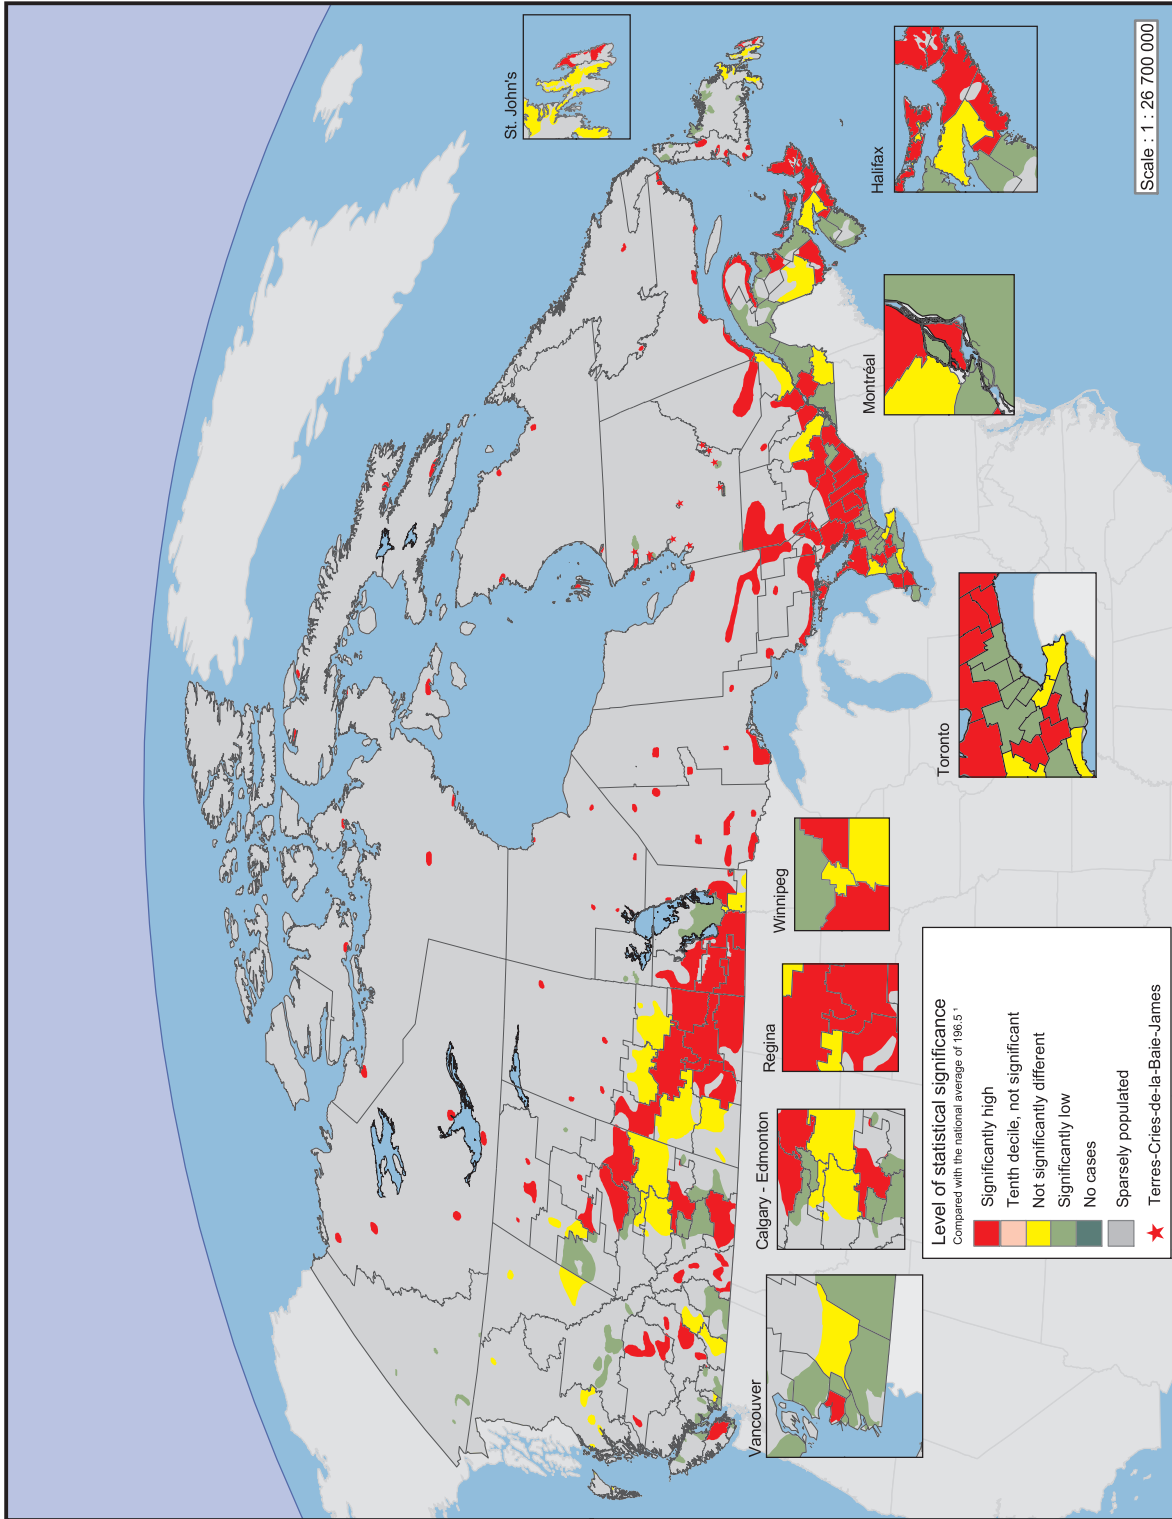 St. John's
Halifax
Montréal
Toronto
Winnipeg
Regina
Calgary - Edmonton
Vancouver
Level of statistical significance
Compared with the national average of 196.5 ¹
Significantly high
Tenth decile, not significant
Not significantly different
Significantly low
No cases
Sparsely populated
Terres-Cries-de-la-Baie-James
Scale : 1 : 26 700 000